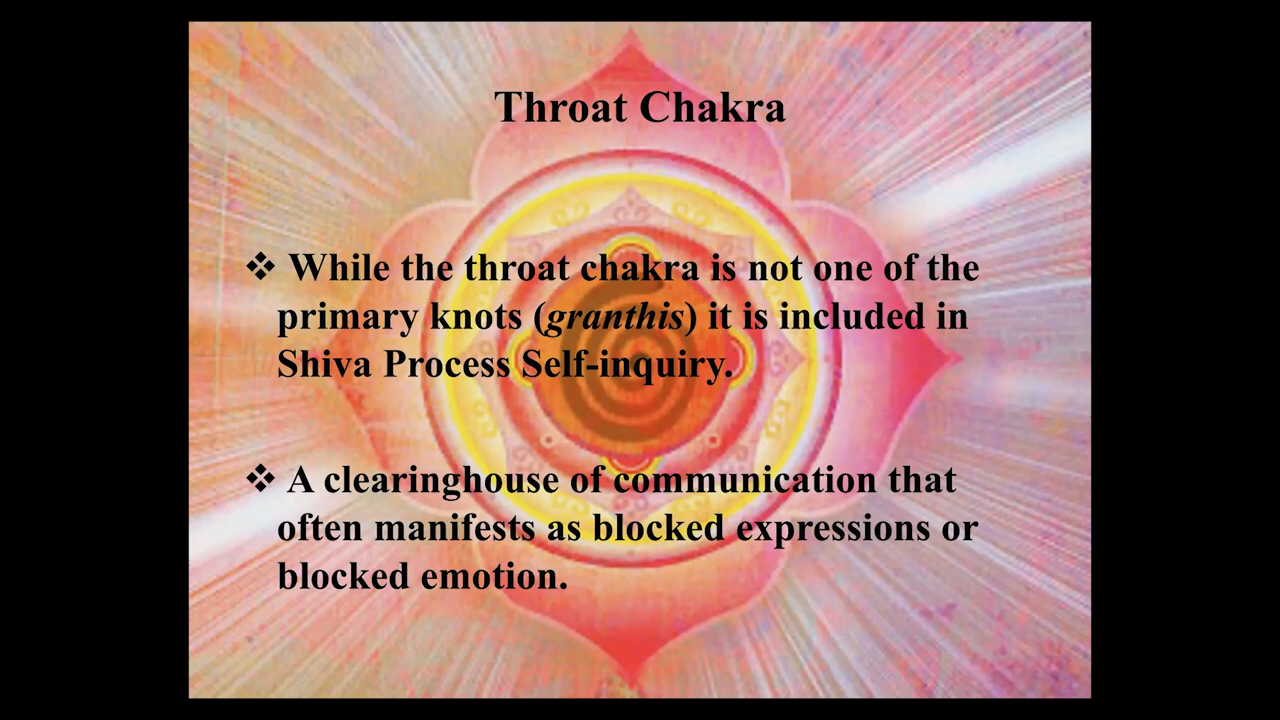 Throat Chakra
❖ While the throat chakra is not one of the
primary knots (granthis) it is included in
Shiva Process Self-inquiry.
❖ A clearinghouse of communication that
often manifests as blocked expressions or
blocked emotion.